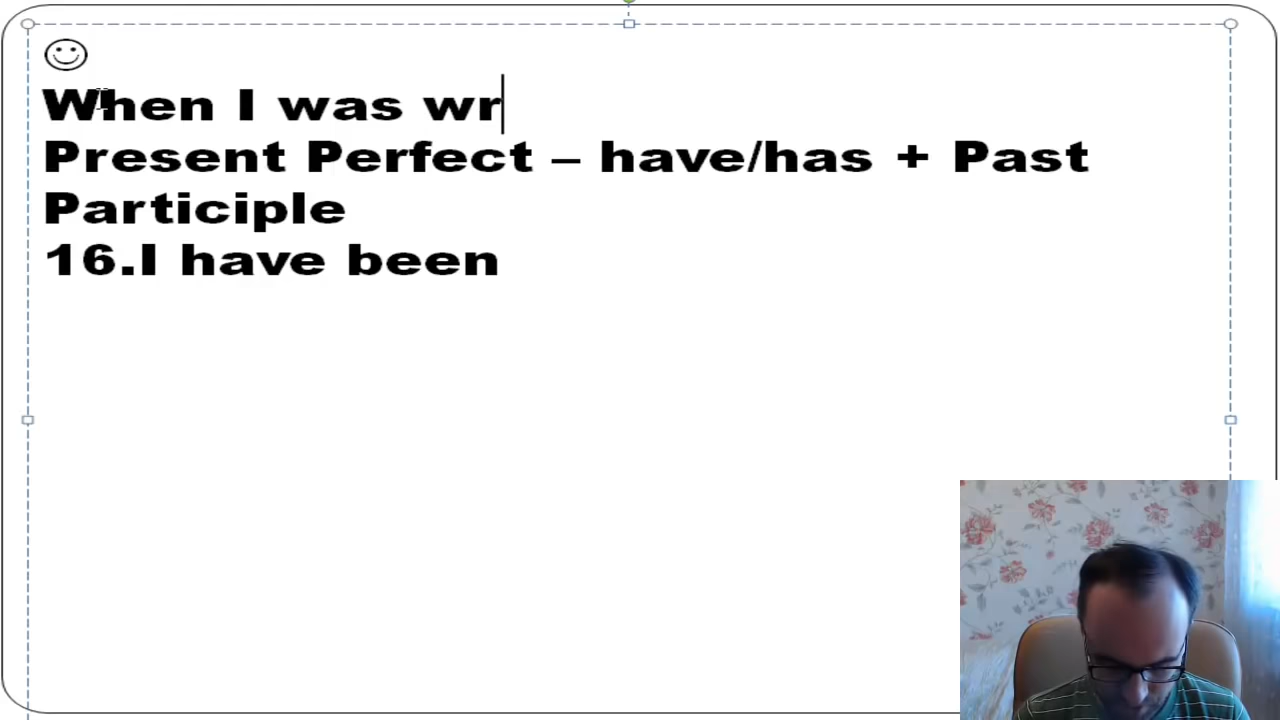 When I was wr
Present Perfect – have/has + Past
Participle
16.I have been